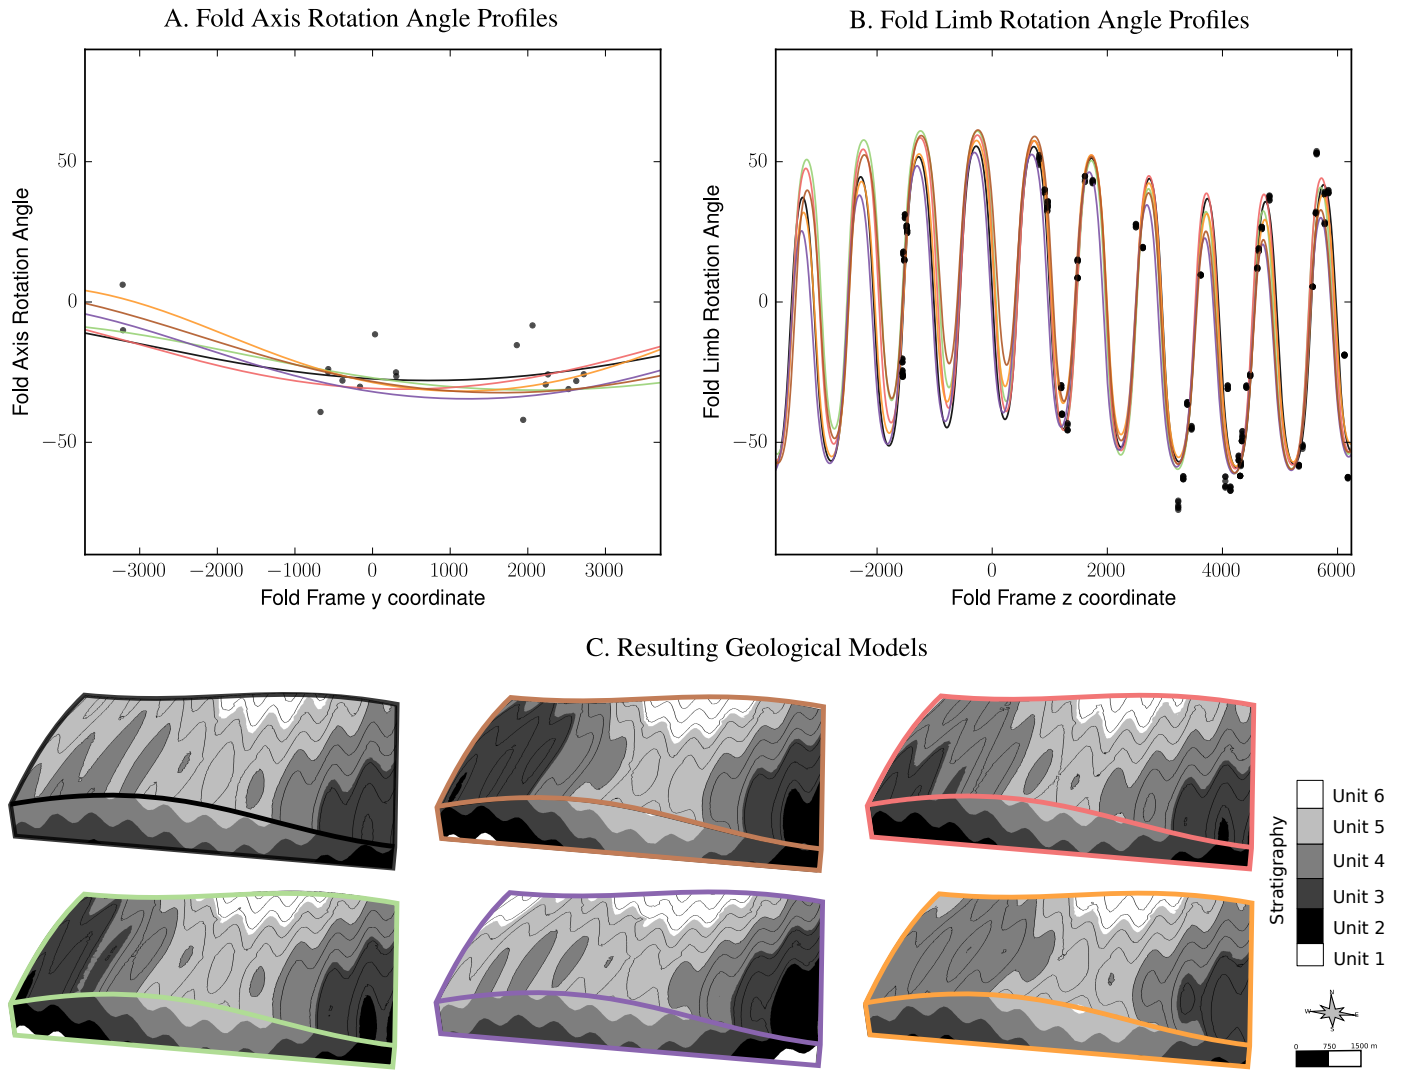 A. Fold Axis Rotation Angle Profiles
B. Fold Limb Rotation Angle Profiles
Fold Axis Rotation Angle
50
0
−50
−3000 −2000 −1000 0 1000 2000 3000
Fold Frame y coordinate
Fold Limb Rotation Angle
50
0
−50
−2000 0 2000 4000 6000
Fold Frame z coordinate
C. Resulting Geological Models
Stratigraphy
Unit 6
Unit 5
Unit 4
Unit 3
Unit 2
Unit 1
N
W E
S
0 750 1500 m